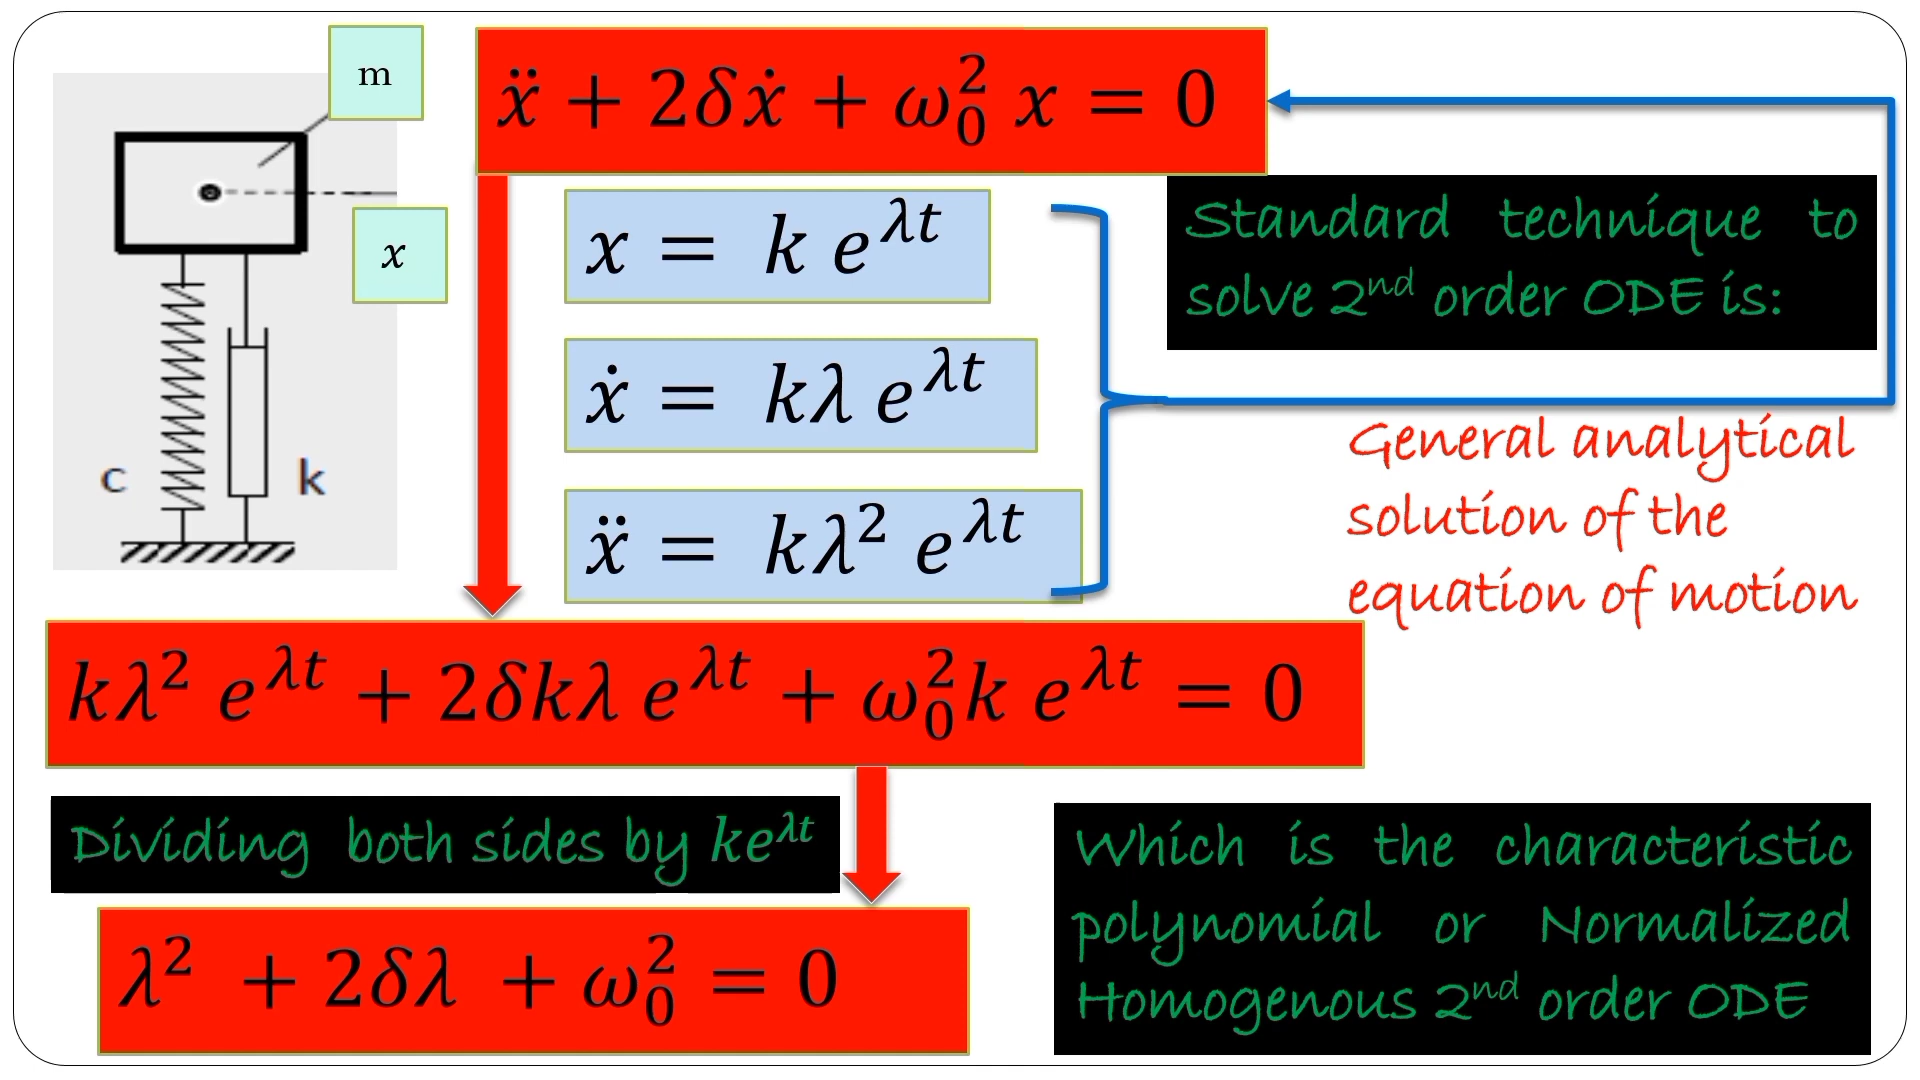 m
ẍ + 2δẋ + ω₀² x = 0
x
c
k
x = k e^λt
ẋ = kλ e^λt
ẍ = kλ² e^λt
Standard technique to
solve 2nd order ODE is:
General analytical
solution of the
equation of motion
kλ² e^λt + 2δkλ e^λt + ω₀²k e^λt = 0
Dividing both sides by ke^λt
λ² + 2δλ + ω₀² = 0
Which is the characteristic
polynomial or Normalized
Homogenous 2nd order ODE